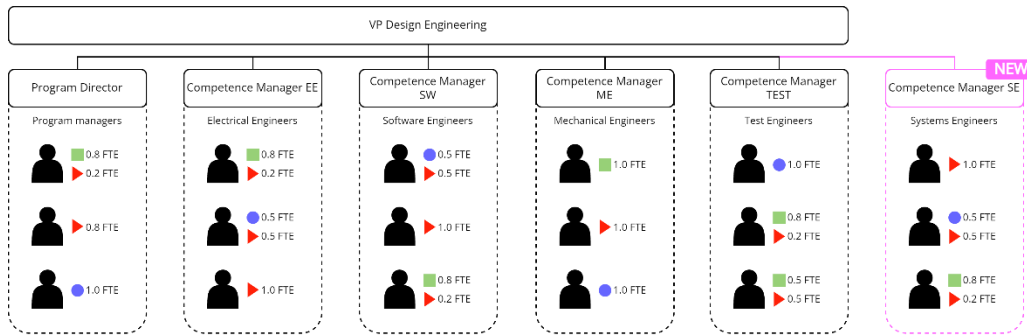 VP Design Engineering
NEW
Program Director
Competence Manager EE
Competence Manager
SW
Competence Manager
ME
Competence Manager
TEST
Competence Manager SE
Program managers
0.8 FTE
0.2 FTE
0.8 FTE
1.0 FTE
Electrical Engineers
0.8 FTE
0.2 FTE
0.5 FTE
0.5 FTE
1.0 FTE
Software Engineers
0.5 FTE
0.5 FTE
1.0 FTE
0.8 FTE
0.2 FTE
Mechanical Engineers
1.0 FTE
1.0 FTE
1.0 FTE
Test Engineers
1.0 FTE
0.8 FTE
0.2 FTE
0.5 FTE
0.5 FTE
Systems Engineers
1.0 FTE
0.5 FTE
0.5 FTE
0.8 FTE
0.2 FTE